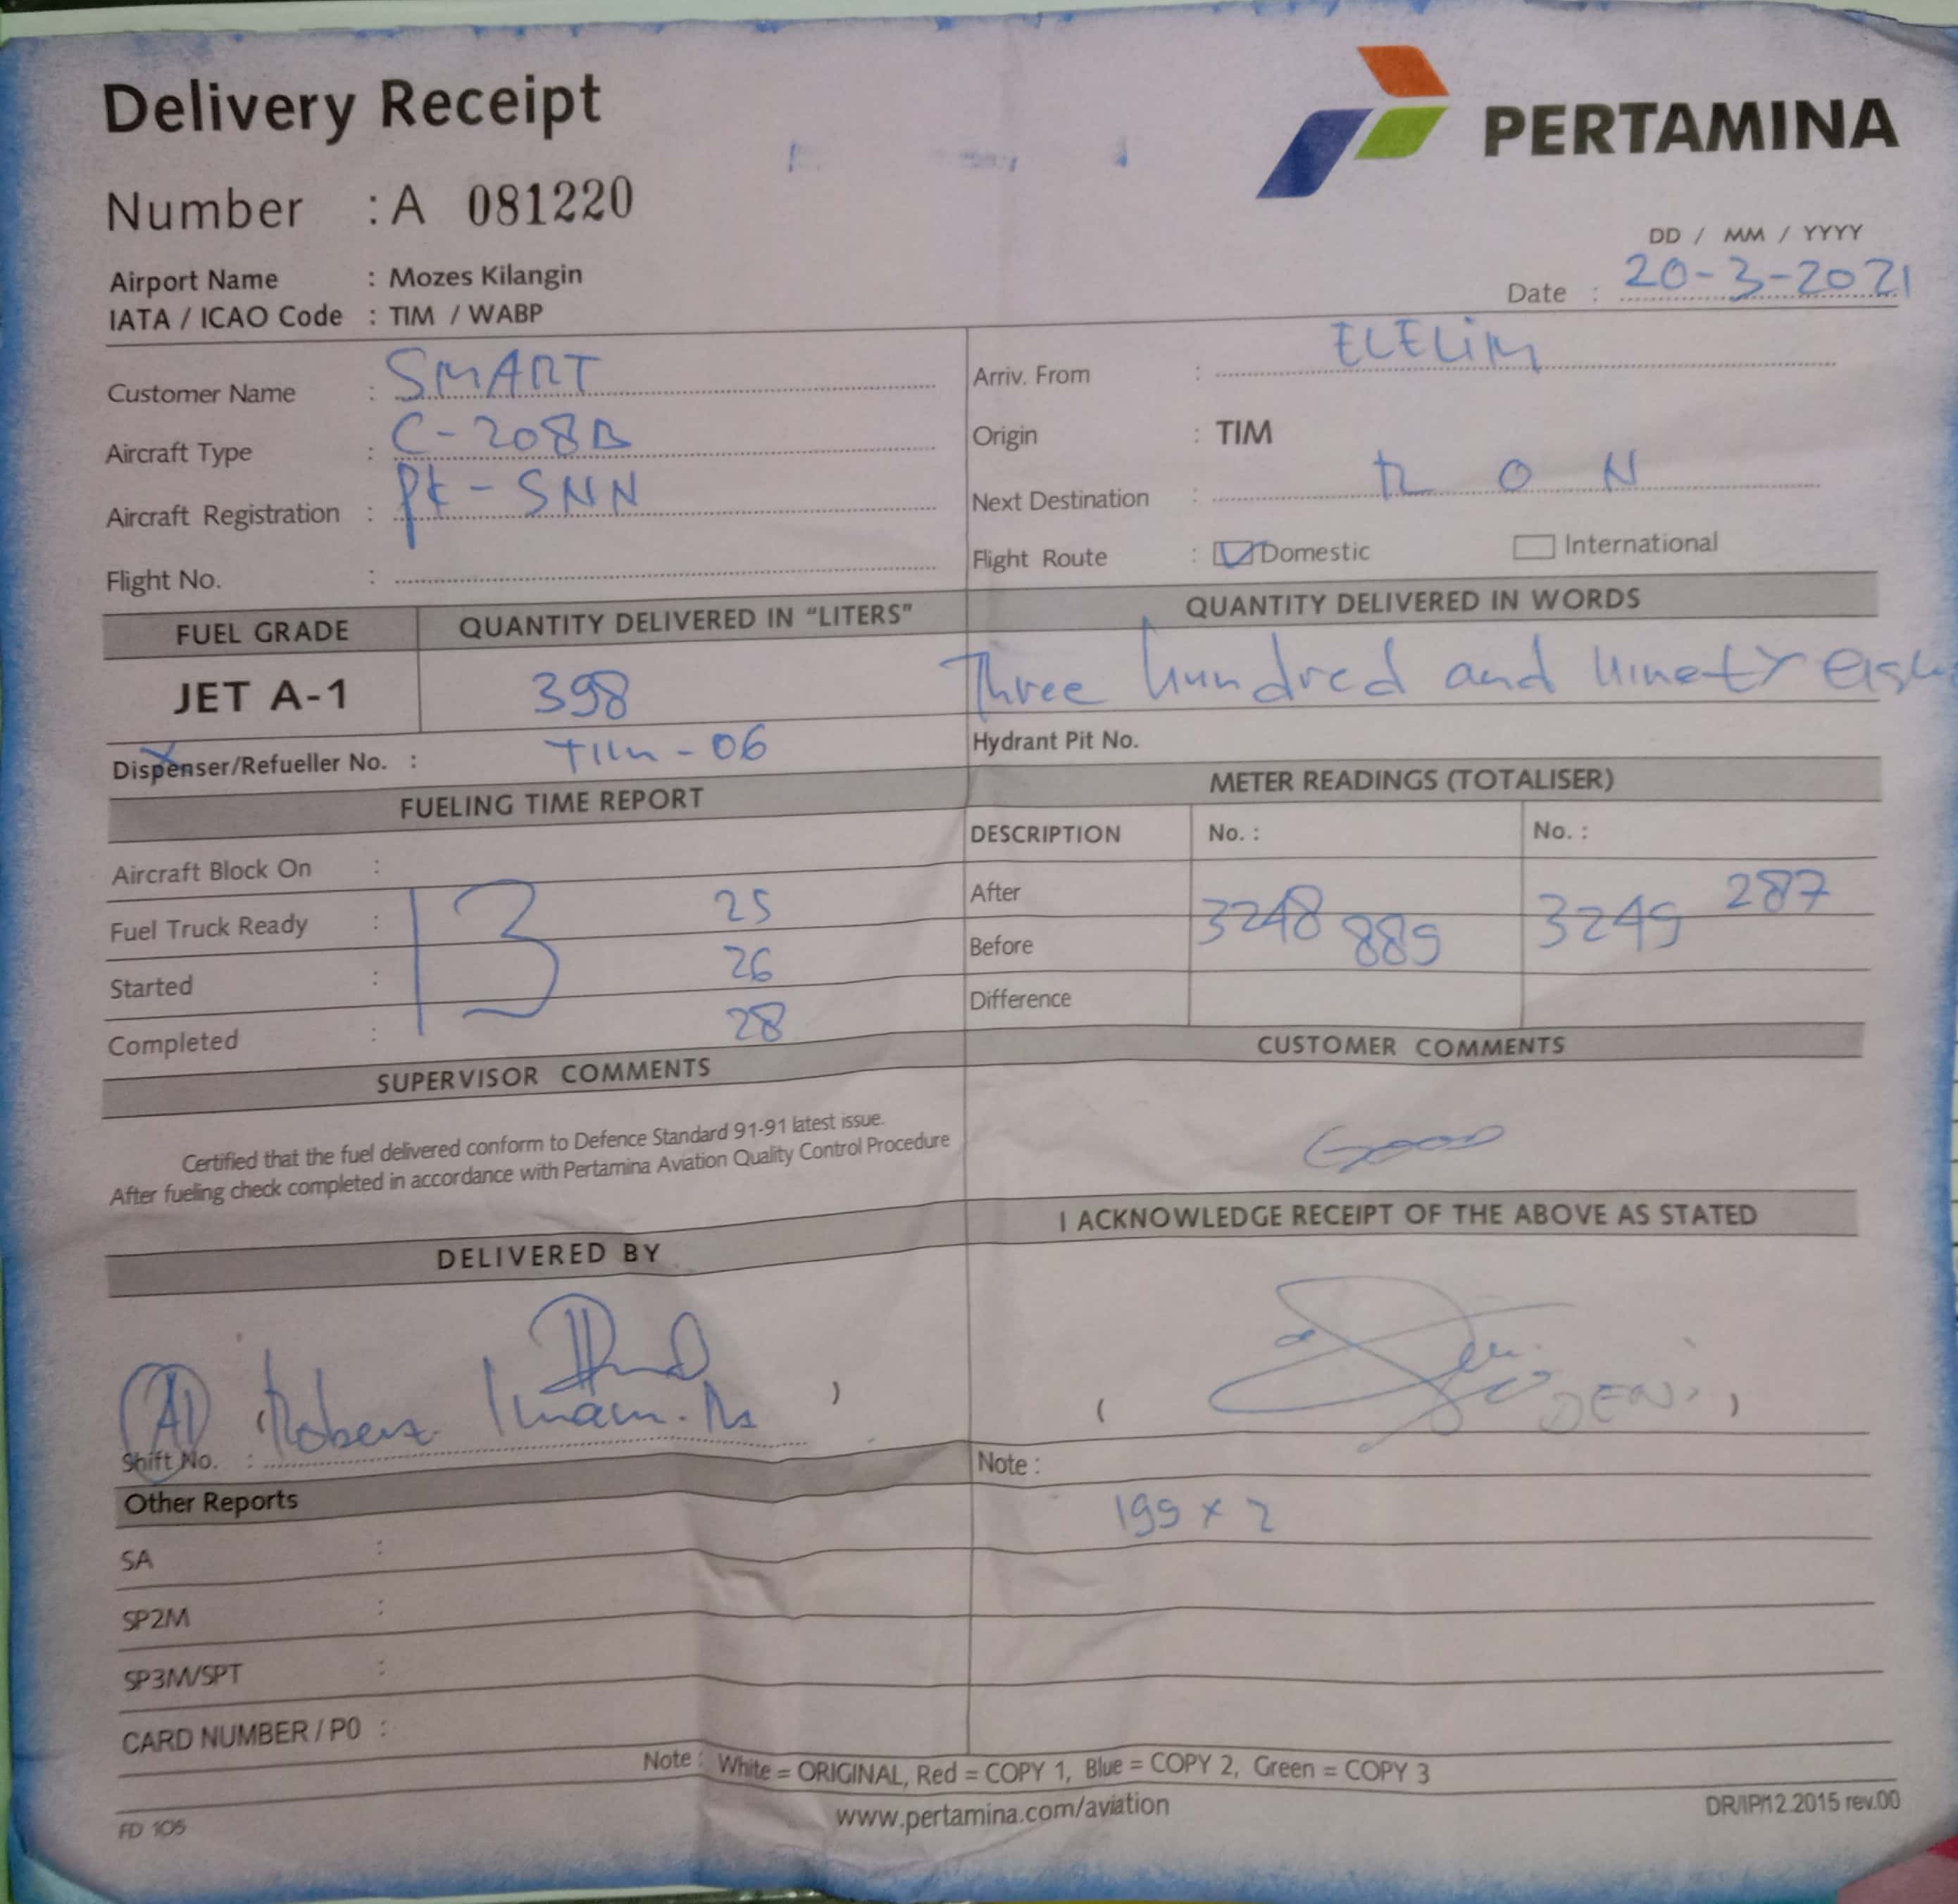 Delivery Receipt
PERTAMINA
Number : A 081220
DD / MM / YYYY
Airport Name : Mozes Kilangin
Date : 20-3-2021
IATA / ICAO Code : TIM / WABP
Customer Name : SMART
Arriv. From : ELELIM
Aircraft Type : C-208B
Origin : TIM
Aircraft Registration : PK-SNN
Next Destination : R O N
Flight No. :
Flight Route : Domestic International
FUEL GRADE QUANTITY DELIVERED IN "LITERS" QUANTITY DELIVERED IN WORDS
JET A-1 398 Three hundred and ninety eight
Dispenser/Refueller No. : TIM-06
Hydrant Pit No.
FUELING TIME REPORT
METER READINGS (TOTALISER)
DESCRIPTION No. : No. :
Aircraft Block On :
After
Fuel Truck Ready : 13 25
3248 889 3249 287
Before
Started : 26
Difference
Completed : 28
SUPERVISOR COMMENTS
CUSTOMER COMMENTS
Certified that the fuel delivered conform to Defence Standard 91-91 latest issue.
After fueling check completed in accordance with Pertamina Aviation Quality Control Procedure
Good
DELIVERED BY
I ACKNOWLEDGE RECEIPT OF THE ABOVE AS STATED
( )
( DENI )
Shift No. :
Note :
Other Reports
199 x 2
SA :
SP2M :
SP3M/SPT :
CARD NUMBER / P0 :
Note : White = ORIGINAL, Red = COPY 1, Blue = COPY 2, Green = COPY 3
www.pertamina.com/aviation
FD 105
DR/IP/12.2015 rev.00